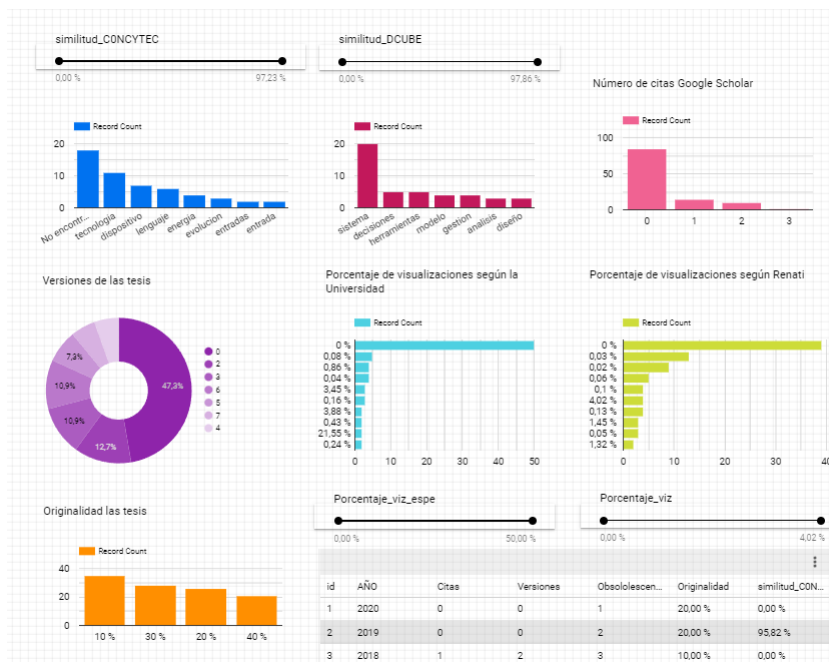 similitud_C0NCYTEC
0,00 %
97,23 %
similitud_DCUBE
0,00 %
97,86 %
Record Count
20
10
0
No encontr...
tecnologia
dispositivo
lenguaje
energia
evolucion
entradas
entrada
Record Count
20
10
0
sistema
decisiones
herramientas
modelo
gestion
analisis
diseño
Número de citas Google Scholar
Record Count
100
50
0
0 1 2 3
Versiones de las tesis
47,3%
12,7%
10,9%
10,9%
7,3%
0
2
3
6
5
7
4
Porcentaje de visualizaciones según la
Universidad
Record Count
0 %
0,08 %
0,86 %
0,04 %
3,45 %
0,16 %
3,88 %
0,43 %
21,55 %
0,24 %
0 10 20 30 40 50
Porcentaje de visualizaciones según Renati
Record Count
0 %
0,03 %
0,02 %
0,06 %
0,1 %
4,02 %
0,13 %
1,45 %
0,05 %
1,32 %
0 10 20 30 40
Originalidad las tesis
Record Count
40
20
0
10 % 30 % 20 % 40 %
Porcentaje_viz_espe
0,00 %
50,00 %
Porcentaje_viz
0,00 %
4,02 %
id AÑO Citas Versiones Obsololescen... Originalidad similitud_C0N...
1 2020 0 0 1 20,00 % 0,00 %
2 2019 0 0 2 20,00 % 95,82 %
3 2018 1 2 3 10,00 % 0,00 %